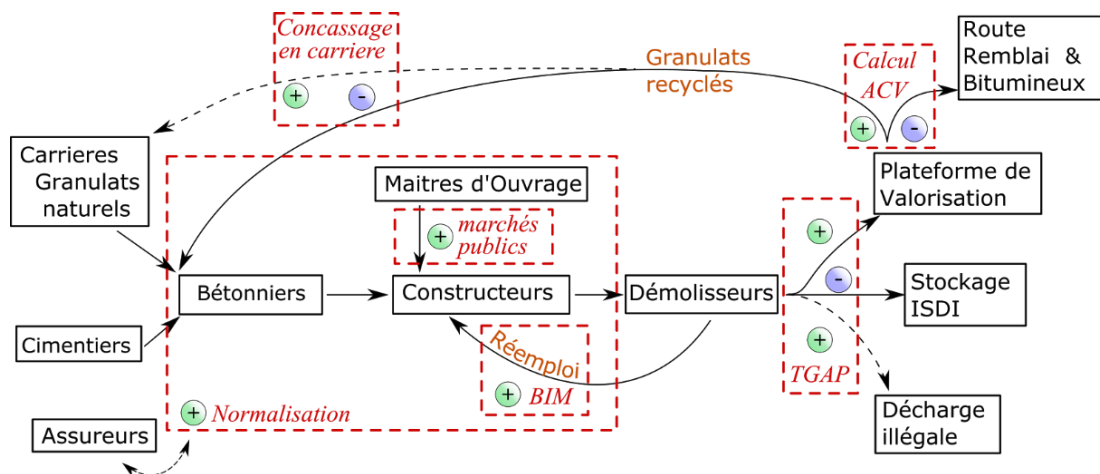 Concassage
en carriere
+
-
Granulats
recyclés
Calcul
ACV
+
-
Route
Remblai &
Bitumineux
Carrieres
Granulats
naturels
Maitres d'Ouvrage
+
marchés
publics
Plateforme de
Valorisation
+
-
+
TGAP
Bétonniers
Constructeurs
Démolisseurs
Stockage
ISDI
Cimentiers
Réemploi
+
BIM
Décharge
illégale
+
Normalisation
Assureurs